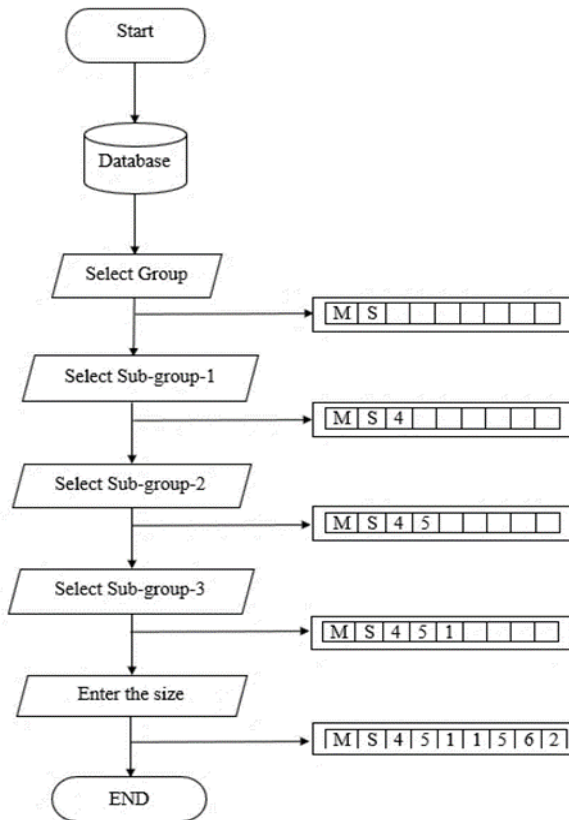 Start
Database
Select Group
M S
Select Sub-group-1
M S 4
Select Sub-group-2
M S 4 5
Select Sub-group-3
M S 4 5 1
Enter the size
M S 4 5 1 1 5 6 2
END